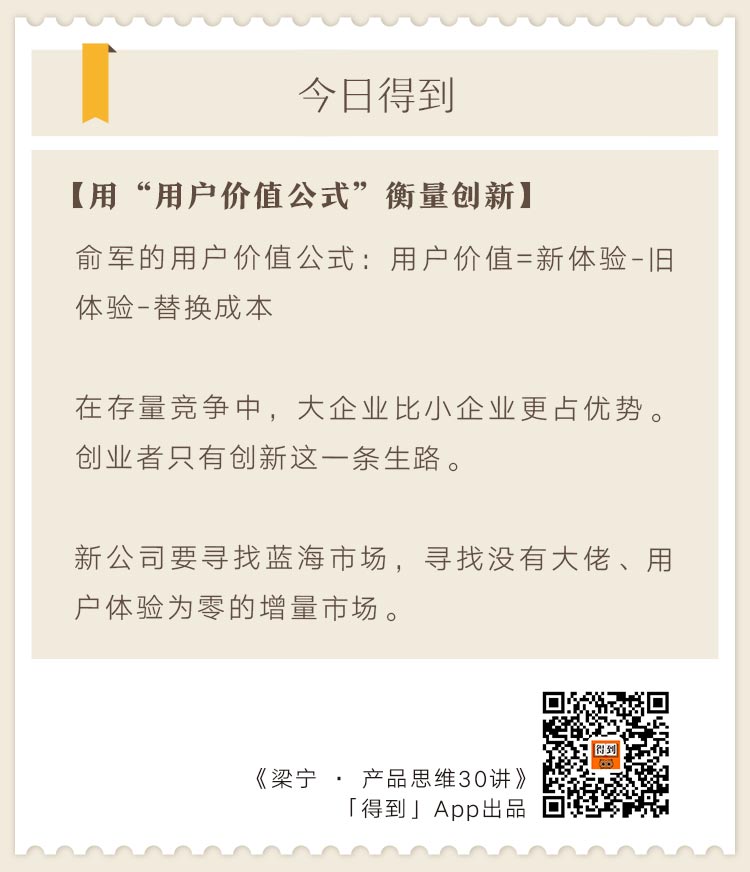 今日得到
【用“用户价值公式”衡量创新】
俞军的用户价值公式：用户价值=新体验-旧
体验-替换成本
在存量竞争中，大企业比小企业更占优势。
创业者只有创新这一条生路。
新公司要寻找蓝海市场，寻找没有大佬、用
户体验为零的增量市场。
《梁宁 · 产品思维30讲》
「得到」App出品
得到